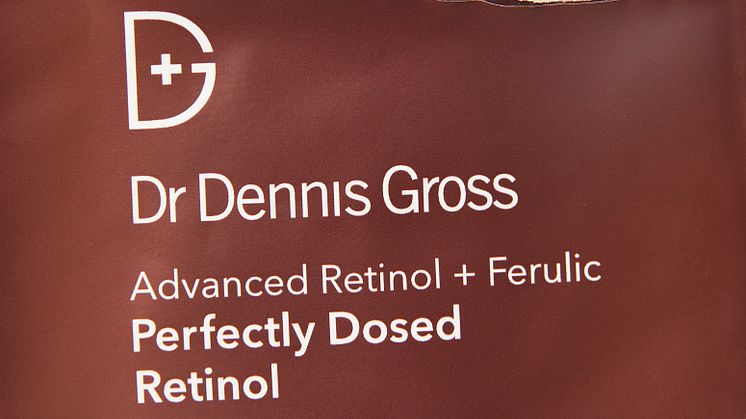 Dr Dennis Gross
Advanced Retinol + Ferulic
Perfectly Dosed
Retinol